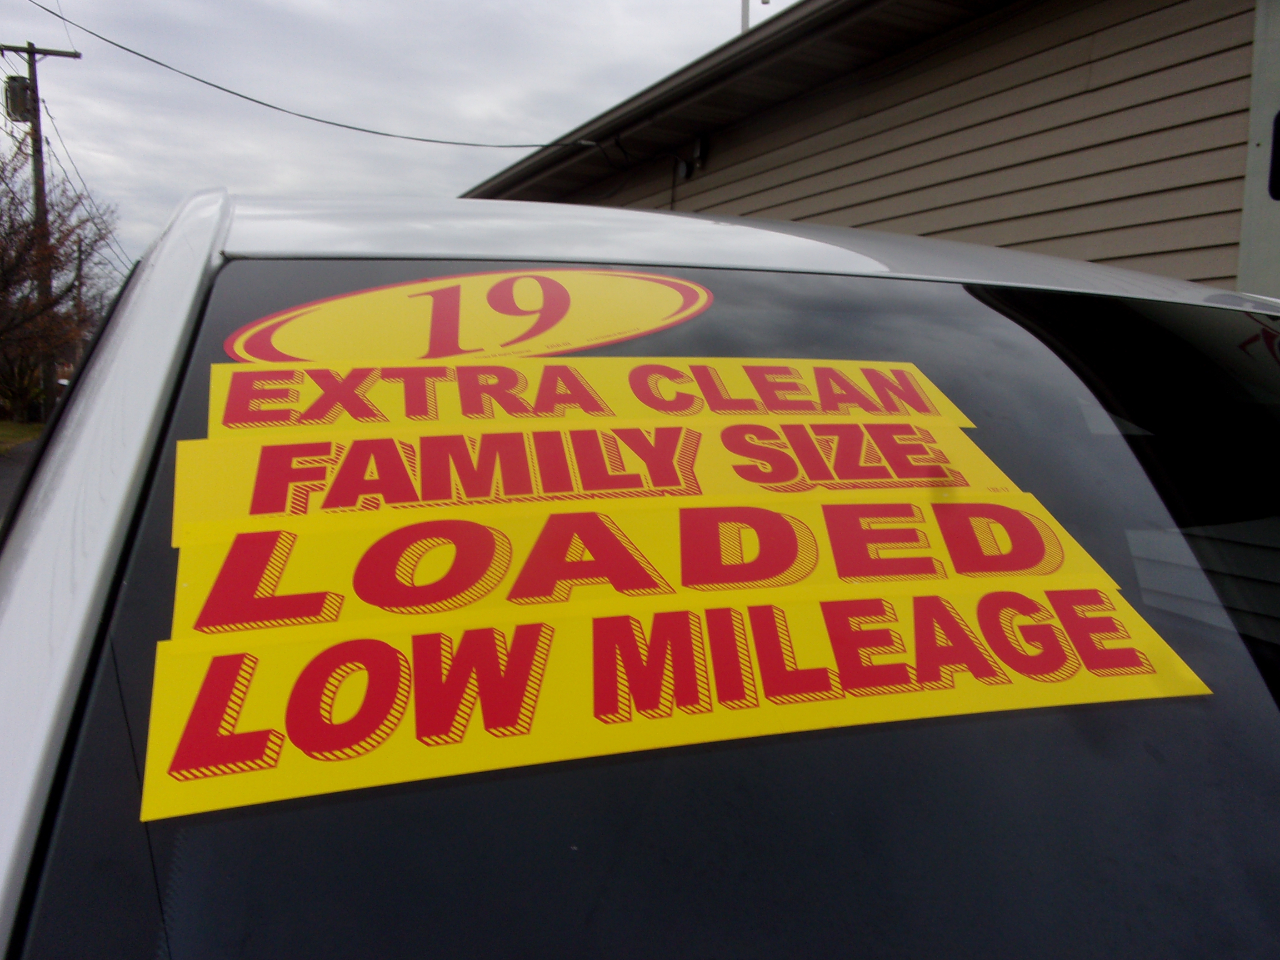 19
EXTRA CLEAN
FAMILY SIZE
LOADED
LOW MILEAGE